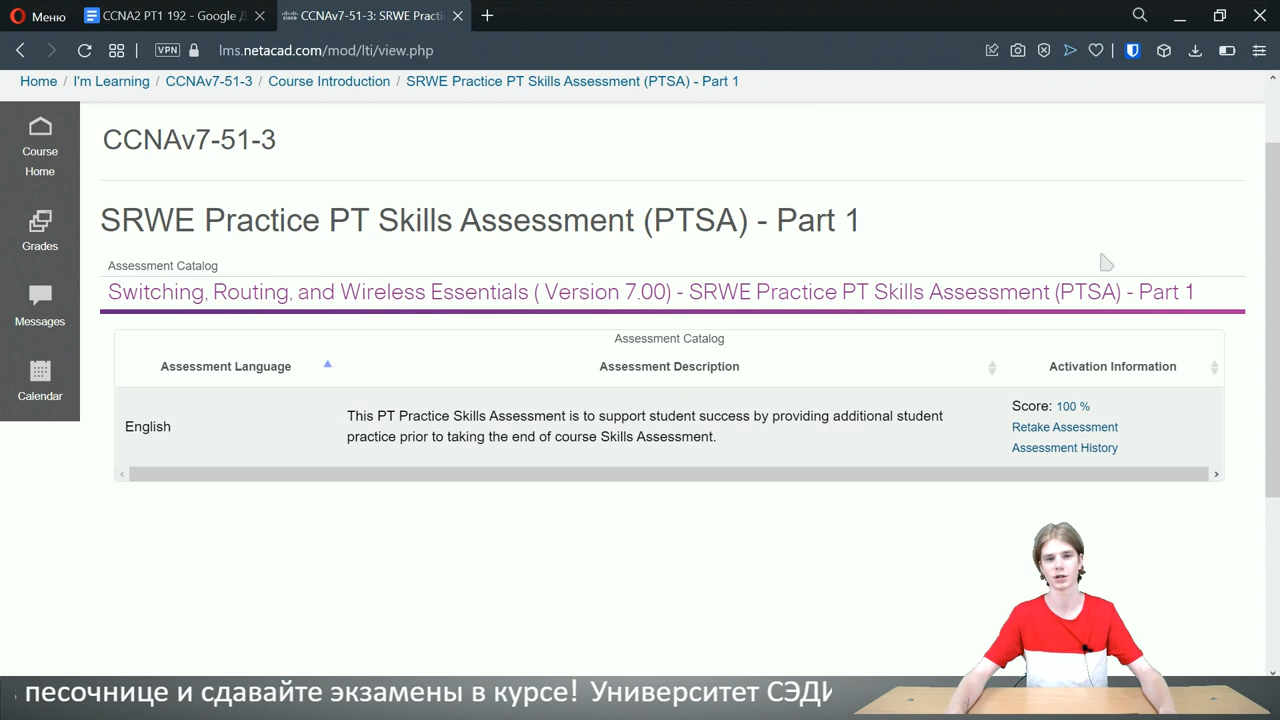 Меню
CCNA2 PT1 192 - Google Д
CCNAv7-51-3: SRWE Practi
VPN
lms.netacad.com/mod/lti/view.php
Home / I'm Learning / CCNAv7-51-3 / Course Introduction / SRWE Practice PT Skills Assessment (PTSA) - Part 1
Course
Home
Grades
Messages
Calendar
CCNAv7-51-3
SRWE Practice PT Skills Assessment (PTSA) - Part 1
Assessment Catalog
Switching, Routing, and Wireless Essentials ( Version 7.00) - SRWE Practice PT Skills Assessment (PTSA) - Part 1
Assessment Catalog
Assessment Language
Assessment Description
Activation Information
English
This PT Practice Skills Assessment is to support student success by providing additional student
practice prior to taking the end of course Skills Assessment.
Score: 100 %
Retake Assessment
Assessment History
песочнице и сдавайте экзамены в курсе! Университет СЭДИ